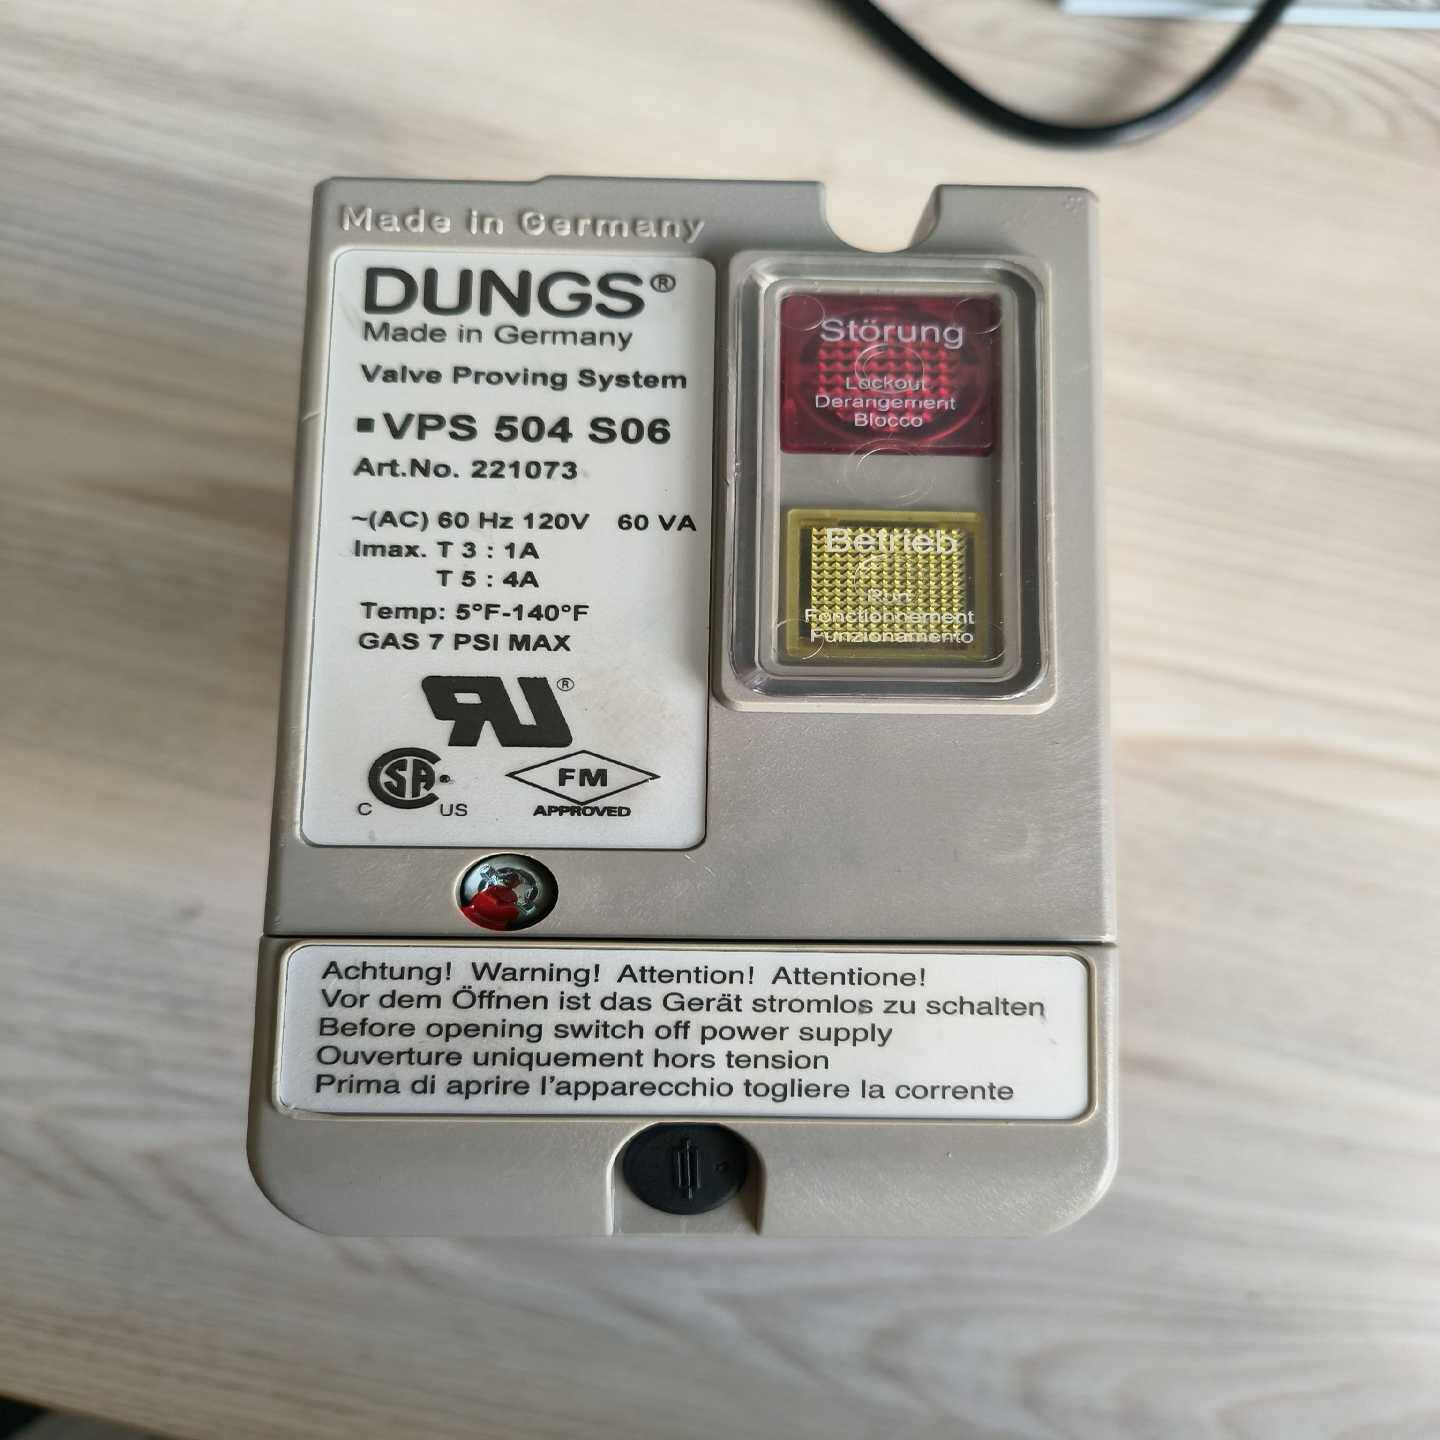 Made in Germany
DUNGS®
Made in Germany
Valve Proving System
▪VPS 504 S06
Art.No. 221073
~(AC) 60 Hz 120V 60 VA
Imax. T 3 : 1A
T 5 : 4A
Temp: 5°F-140°F
GAS 7 PSI MAX
RU®
CSA®
C US
FM
APPROVED
Störung
Lockout
Derangement
Blocco
Betrieb
Run
Fonctionnement
Funzionamento
Achtung! Warning! Attention! Attentione!
Vor dem Öffnen ist das Gerät stromlos zu schalten
Before opening switch off power supply
Ouverture uniquement hors tension
Prima di aprire l'apparecchio togliere la corrente